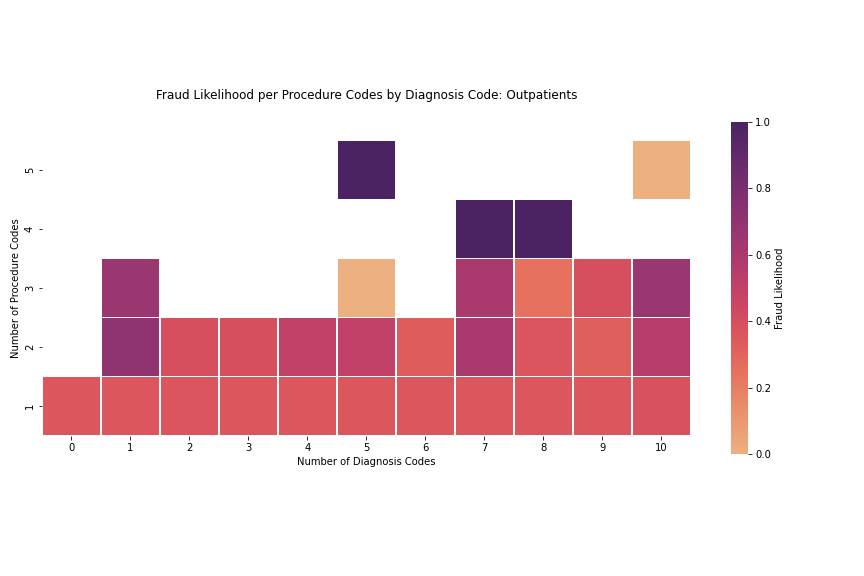 Fraud Likelihood per Procedure Codes by Diagnosis Code: Outpatients
Number of Procedure Codes
5
4
3
2
1
0 1 2 3 4 5 6 7 8 9 10
Number of Diagnosis Codes
1.0
0.8
0.6
0.4
0.2
0.0
Fraud Likelihood